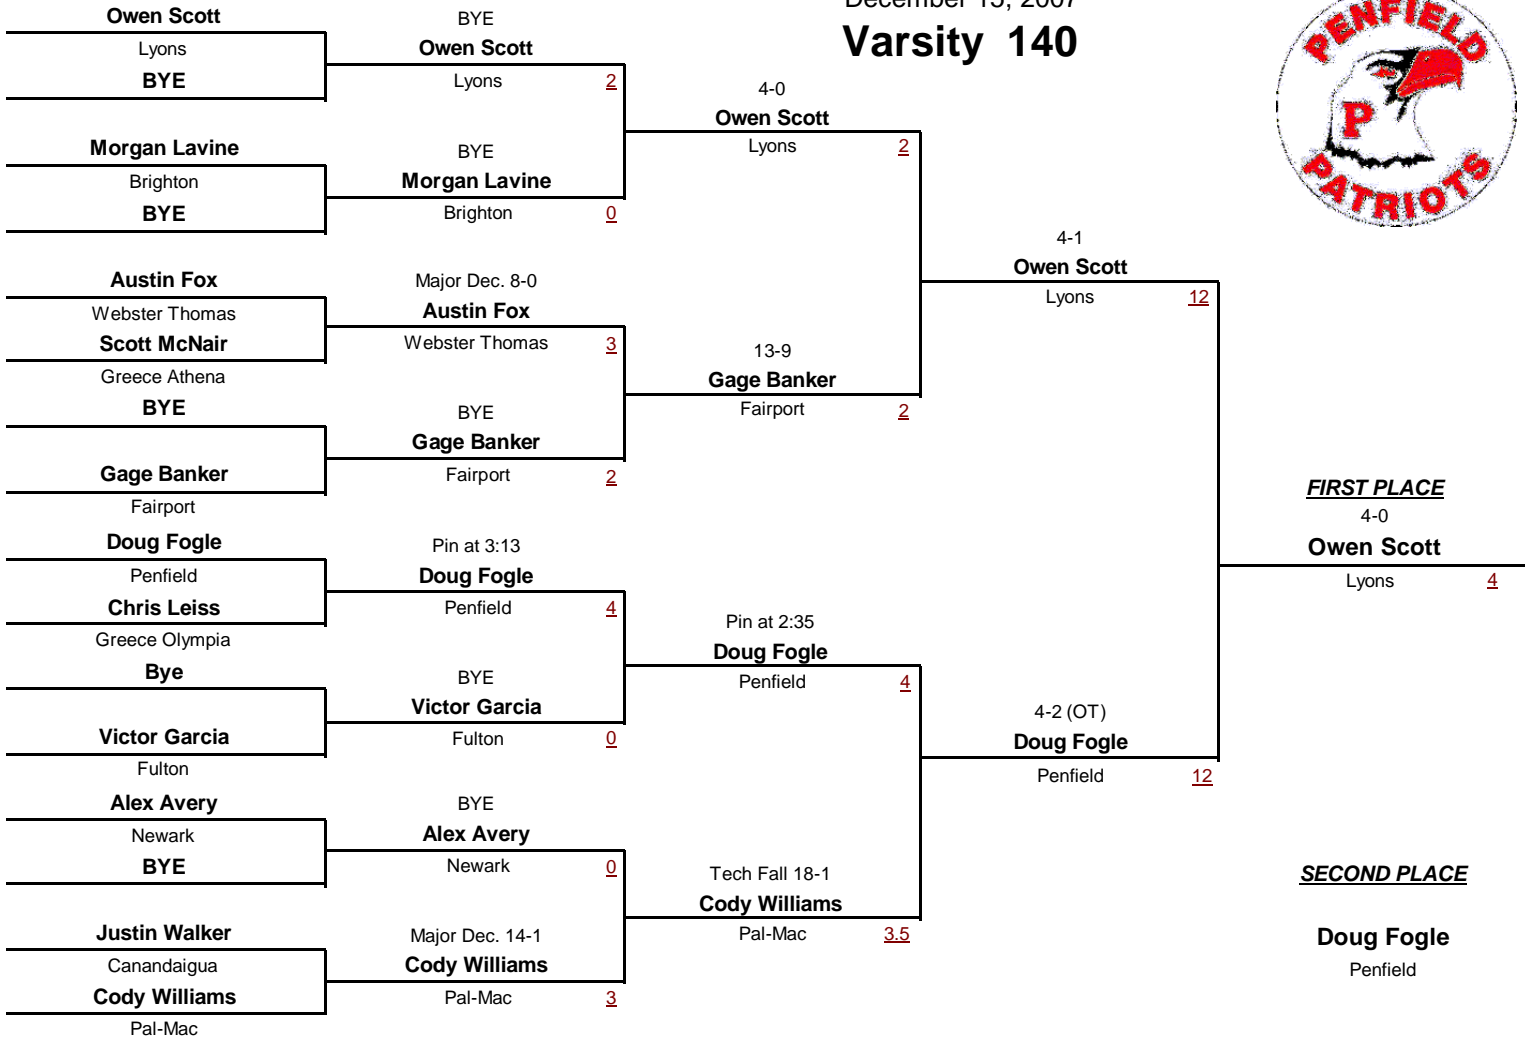 December 15, 2007
Varsity 140
PENFIELD
P
PATRIOTS
Owen Scott
Lyons
BYE
Morgan Lavine
Brighton
BYE
Austin Fox
Webster Thomas
Scott McNair
Greece Athena
BYE
Gage Banker
Fairport
Doug Fogle
Penfield
Chris Leiss
Greece Olympia
Bye
Victor Garcia
Fulton
Alex Avery
Newark
BYE
Justin Walker
Canandaigua
Cody Williams
Pal-Mac
BYE
Owen Scott
Lyons 2
BYE
Morgan Lavine
Brighton 0
Major Dec. 8-0
Austin Fox
Webster Thomas 3
BYE
Gage Banker
Fairport 2
Pin at 3:13
Doug Fogle
Penfield 4
BYE
Victor Garcia
Fulton 0
BYE
Alex Avery
Newark 0
Major Dec. 14-1
Cody Williams
Pal-Mac 3
4-0
Owen Scott
Lyons 2
13-9
Gage Banker
Fairport 2
Pin at 2:35
Doug Fogle
Penfield 4
Tech Fall 18-1
Cody Williams
Pal-Mac 3.5
4-1
Owen Scott
Lyons 12
4-2 (OT)
Doug Fogle
Penfield 12
FIRST PLACE
4-0
Owen Scott
Lyons 4
SECOND PLACE
Doug Fogle
Penfield